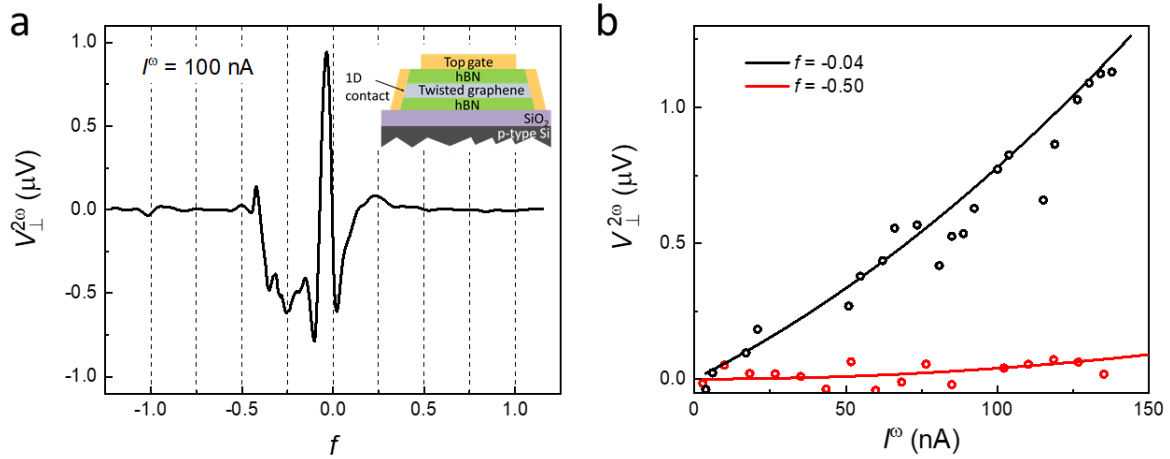 a
I^ω = 100 nA
Top gate
hBN
1D
contact
Twisted graphene
hBN
SiO₂
p-type Si
1.0
0.5
0.0
-0.5
-1.0
V⊥^2ω (μV)
-1.0 -0.5 0.0 0.5 1.0
f
b
f = -0.04
f = -0.50
1.0
0.5
0.0
V⊥^2ω (μV)
0 50 100 150
I^ω (nA)